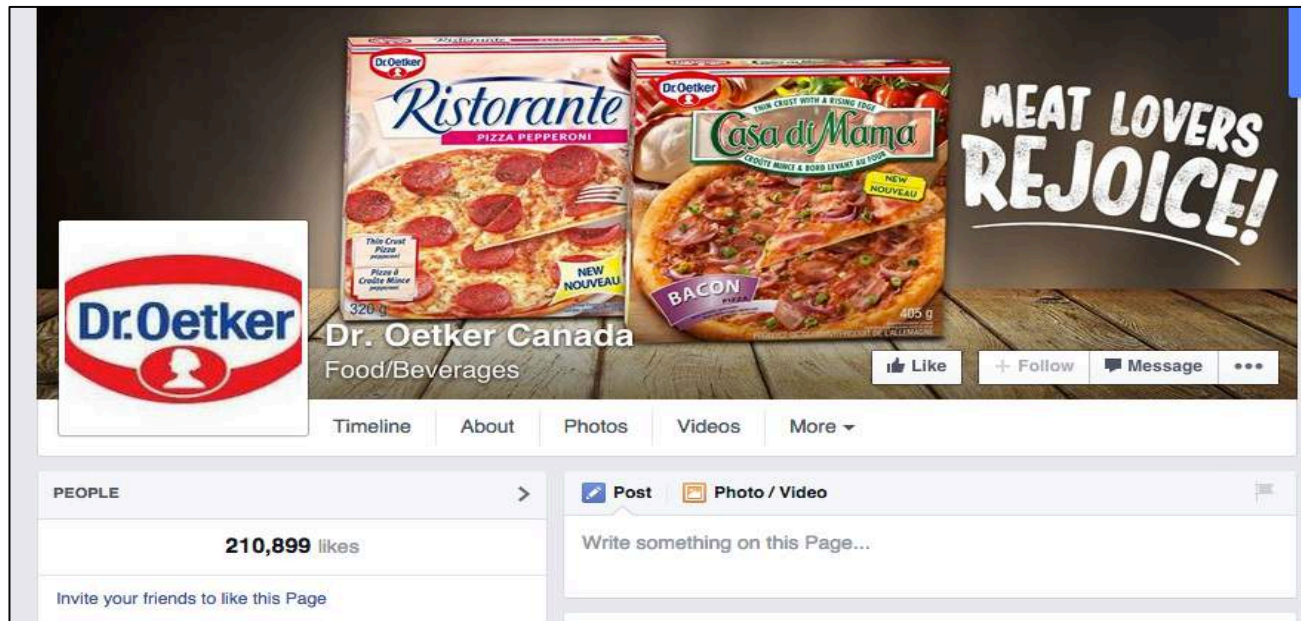 Dr.Oetker
Ristorante
PIZZA PEPPERONI
Thin Crust
Pizza
pepperoni
Pizza à
Croûte Mince
pepperoni
NEW
NOUVEAU
320 g
Dr.Oetker
THIN CRUST WITH A RISING EDGE
Casa di Mama
CROÛTE MINCE & BORD LEVANT AU FOUR
NEW
NOUVEAU
BACON
PIZZA
405 g
MEAT LOVERS
REJOICE!
Dr.Oetker
Dr. Oetker Canada
Food/Beverages
Like
+ Follow
Message
Timeline
About
Photos
Videos
More
PEOPLE
210,899 likes
Invite your friends to like this Page
Post
Photo / Video
Write something on this Page...